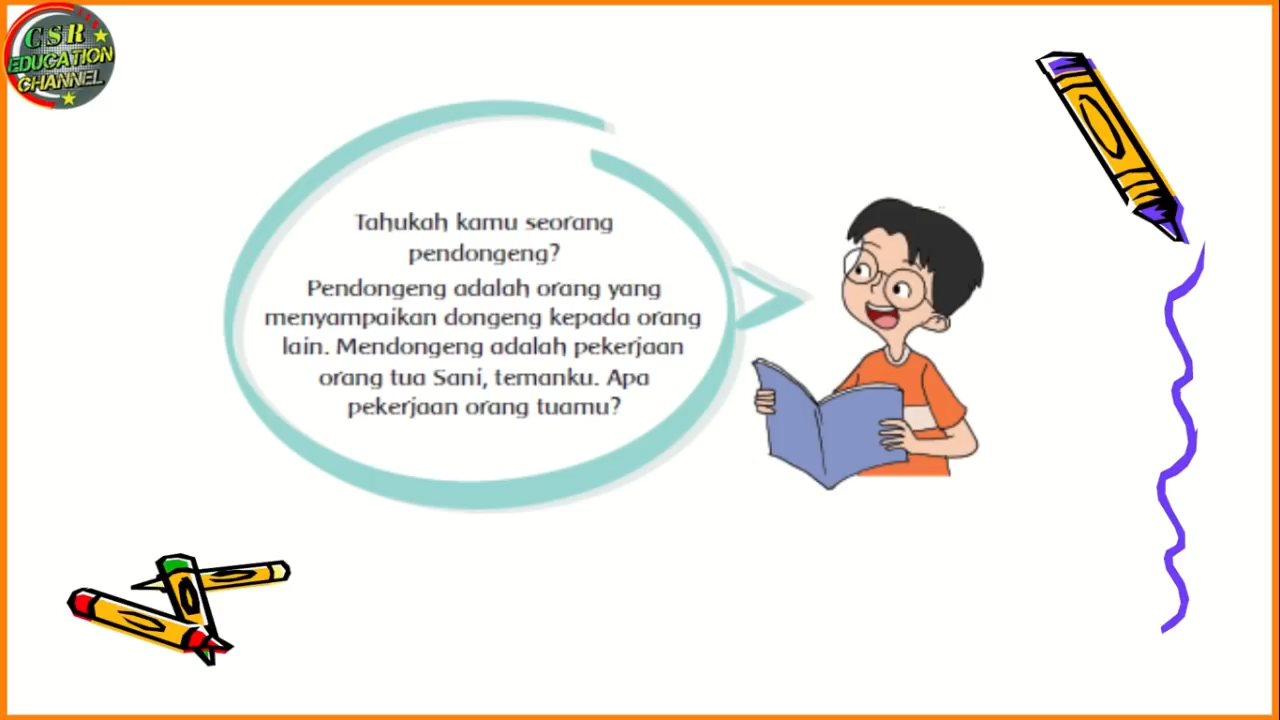 CSR
EDUCATION
CHANNEL
Tahukah kamu seorang
pendongeng?
Pendongeng adalah orang yang
menyampaikan dongeng kepada orang
lain. Mendongeng adalah pekerjaan
orang tua Sani, temanku. Apa
pekerjaan orang tuamu?